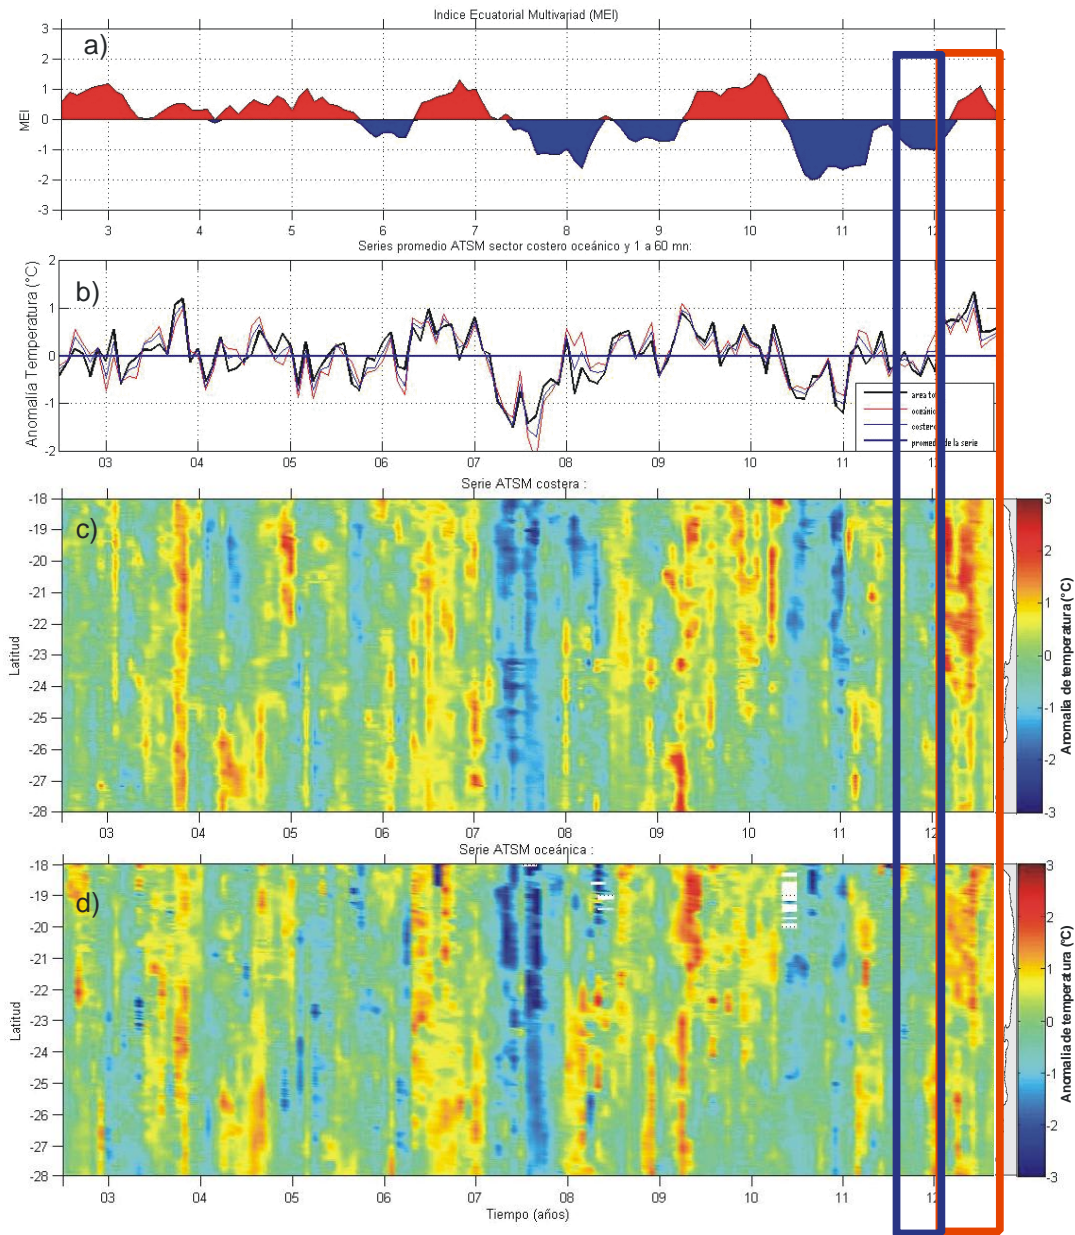 Indice Ecuatorial Multivariad (MEI)
a)
MEI
3
2
1
0
-1
-2
-3
3 4 5 6 7 8 9 10 11 12
Series promedio ATSM sector costero oceánico y 1 a 60 mn:
b)
Anomalía Temperatura (°C)
2
1
0
-1
-2
area to
oceánic
costero
promedio de la serie
03 04 05 06 07 08 09 10 11
Serie ATSM costera :
c)
Latitud
-18
-19
-20
-21
-22
-23
-24
-25
-26
-27
-28
03 04 05 06 07 08 09 10 11 12
3
2
1
0
-1
-2
-3
Anomalía de temperatura (°C)
Serie ATSM oceánica :
d)
Latitud
-18
-19
-20
-21
-22
-23
-24
-25
-26
-27
-28
03 04 05 06 07 08 09 10 11 12
Tiempo (años)
3
2
1
0
-1
-2
-3
Anomalía de temperatura (°C)